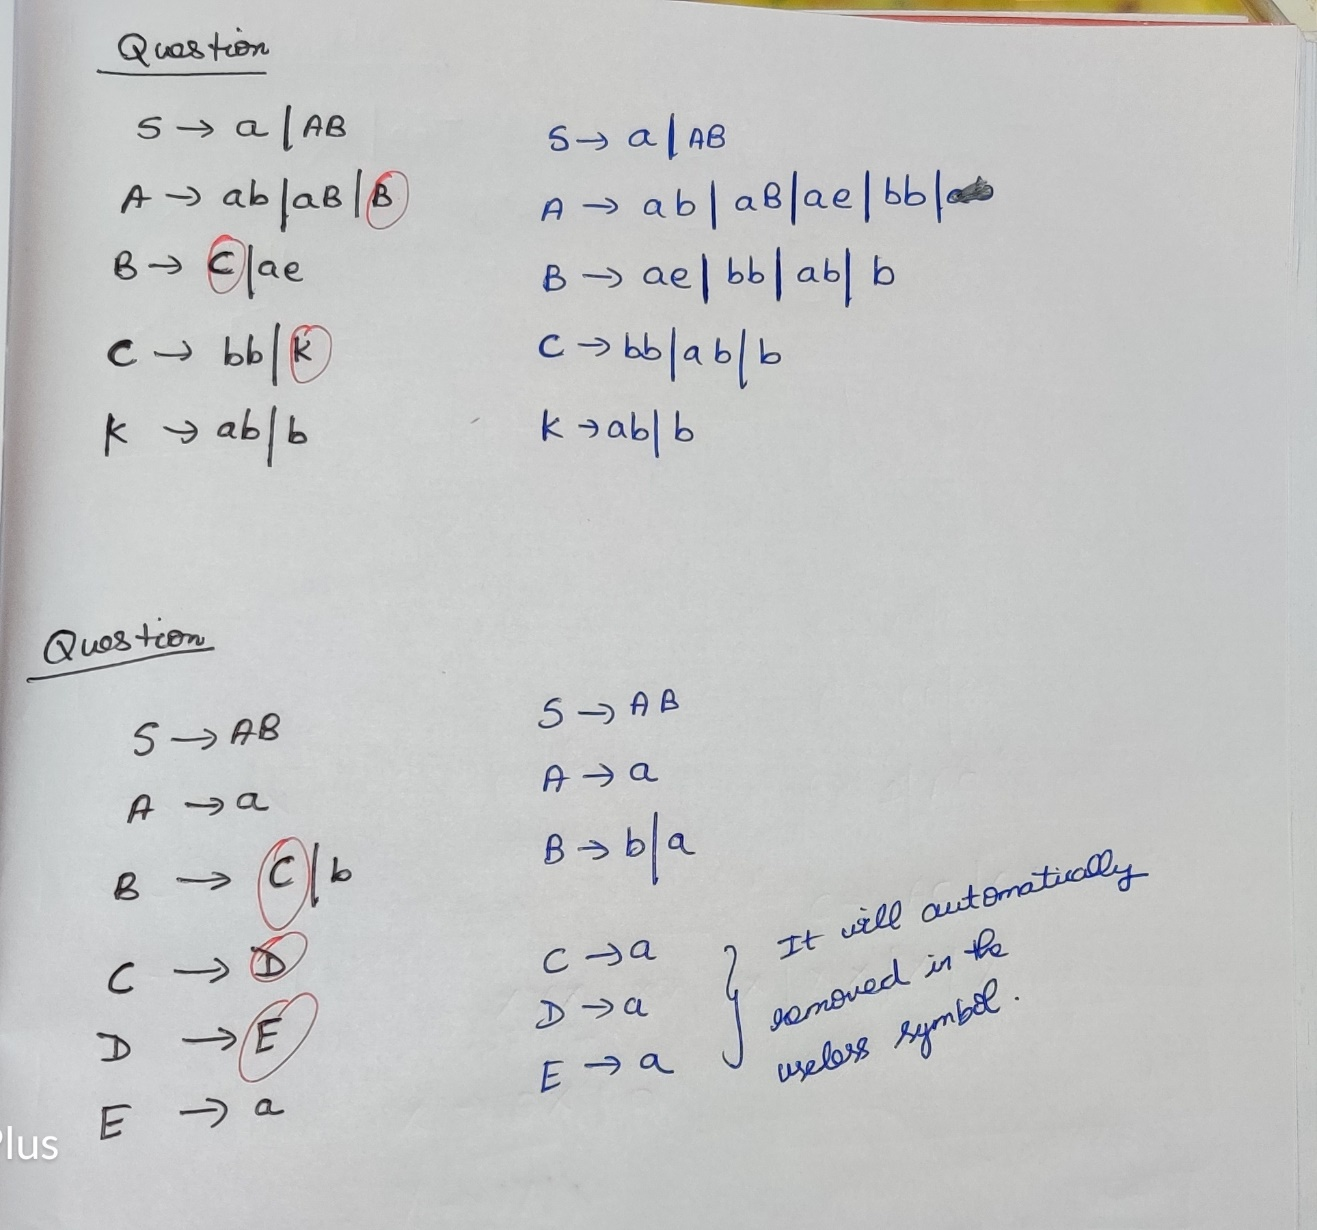 Question
S → a | AB
A → ab | aB | B
B → C | ae
C → bb | K
K → ab | b
S → a | AB
A → ab | aB | ae | bb |
B → ae | bb | ab | b
C → bb | ab | b
K → ab | b
Question
S → AB
A → a
B → C | b
C → D
D → E
E → a
S → AB
A → a
B → b | a
C → a
D → a
E → a
It will automatically
removed in the
useless symbol.
Plus